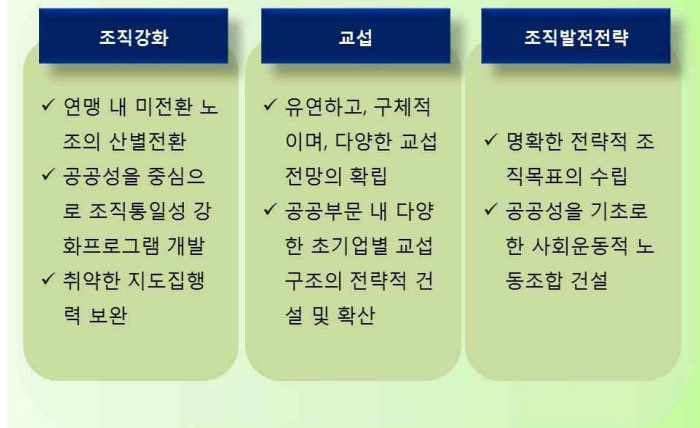 조직강화
✓ 연맹 내 미전환 노
조의 산별전환
✓ 공공성을 중심으
로 조직통일성 강
화프로그램 개발
✓ 취약한 지도집행
력 보완
교섭
✓ 유연하고, 구체적
이며, 다양한 교섭
전망의 확립
✓ 공공부문 내 다양
한 초기업별 교섭
구조의 전략적 건
설 및 확산
조직발전전략
✓ 명확한 전략적 조
직목표의 수립
✓ 공공성을 기초로
한 사회운동적 노
동조합 건설